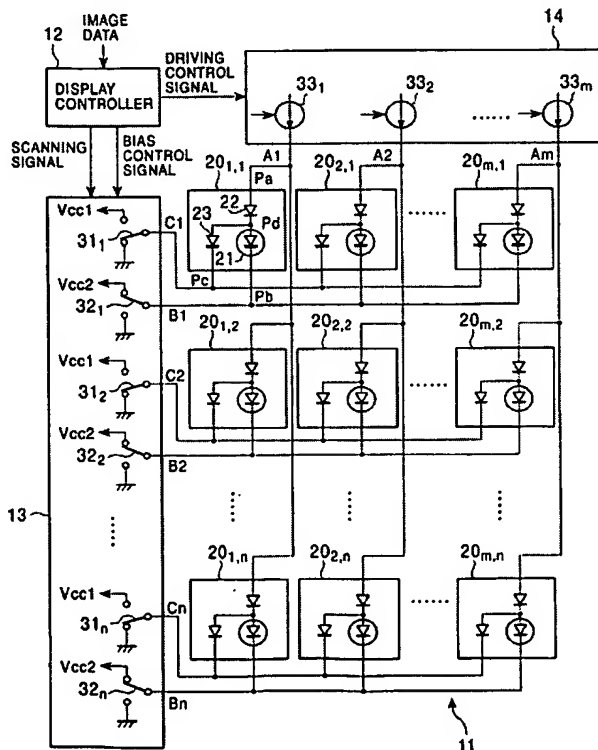 IMAGE
DATA
12
DISPLAY
CONTROLLER
DRIVING
CONTROL
SIGNAL
14
33₁
33₂
......
33ₘ
SCANNING
SIGNAL
BIAS
CONTROL
SIGNAL
A1
A2
Am
20₁,₁
20₂,₁
20ₘ,₁
Pa
22
23
Pd
21
Pc
Pb
......
Vcc1
31₁
C1
Vcc2
32₁
B1
20₁,₂
20₂,₂
20ₘ,₂
......
Vcc1
31₂
C2
Vcc2
32₂
B2
13
20₁,ₙ
20₂,ₙ
20ₘ,ₙ
......
Vcc1
31ₙ
Cn
Vcc2
32ₙ
Bn
11